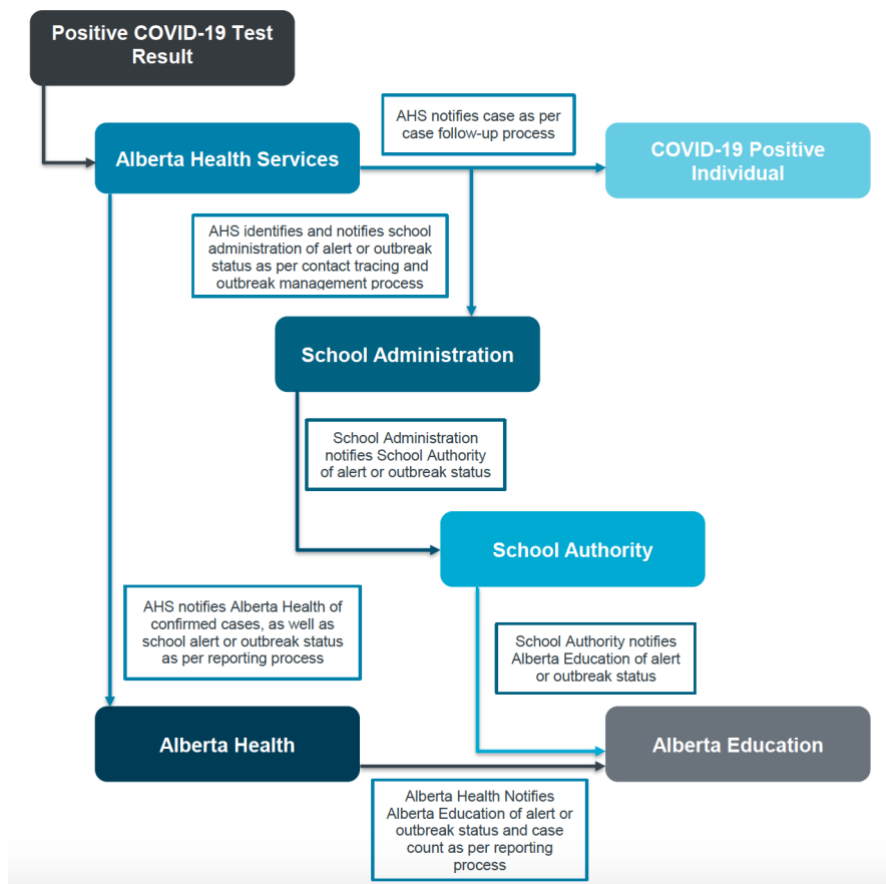 Positive COVID-19 Test
Result
AHS notifies case as per
case follow-up process
Alberta Health Services
COVID-19 Positive
Individual
AHS identifies and notifies school
administration of alert or outbreak
status as per contact tracing and
outbreak management process
School Administration
School Administration
notifies School Authority
of alert or outbreak status
School Authority
AHS notifies Alberta Health of
confirmed cases, as well as
school alert or outbreak status
as per reporting process
School Authority notifies
Alberta Education of alert
or outbreak status
Alberta Health
Alberta Education
Alberta Health Notifies
Alberta Education of alert or
outbreak status and case
count as per reporting
process